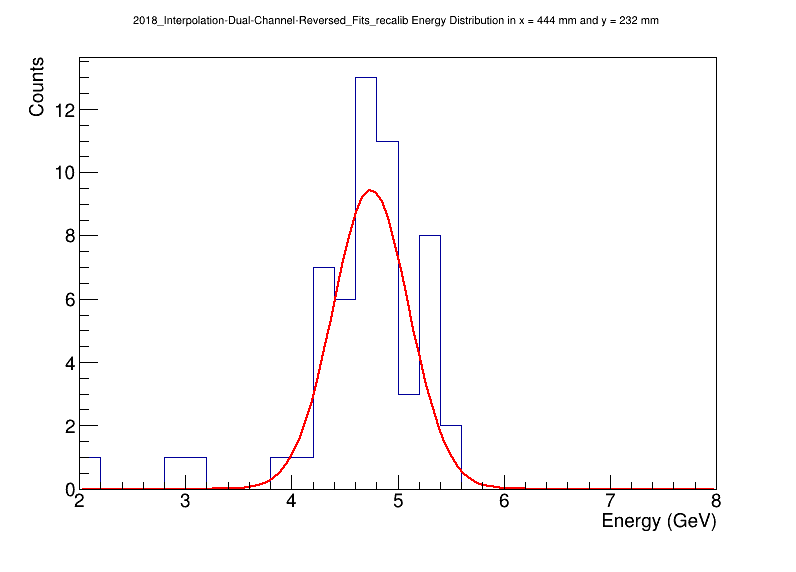 2018_Interpolation-Dual-Channel-Reversed_Fits_recalib Energy Distribution in x = 444 mm and y = 232 mm
Counts
12
10
8
6
4
2
0
2 3 4 5 6 7 8
Energy (GeV)